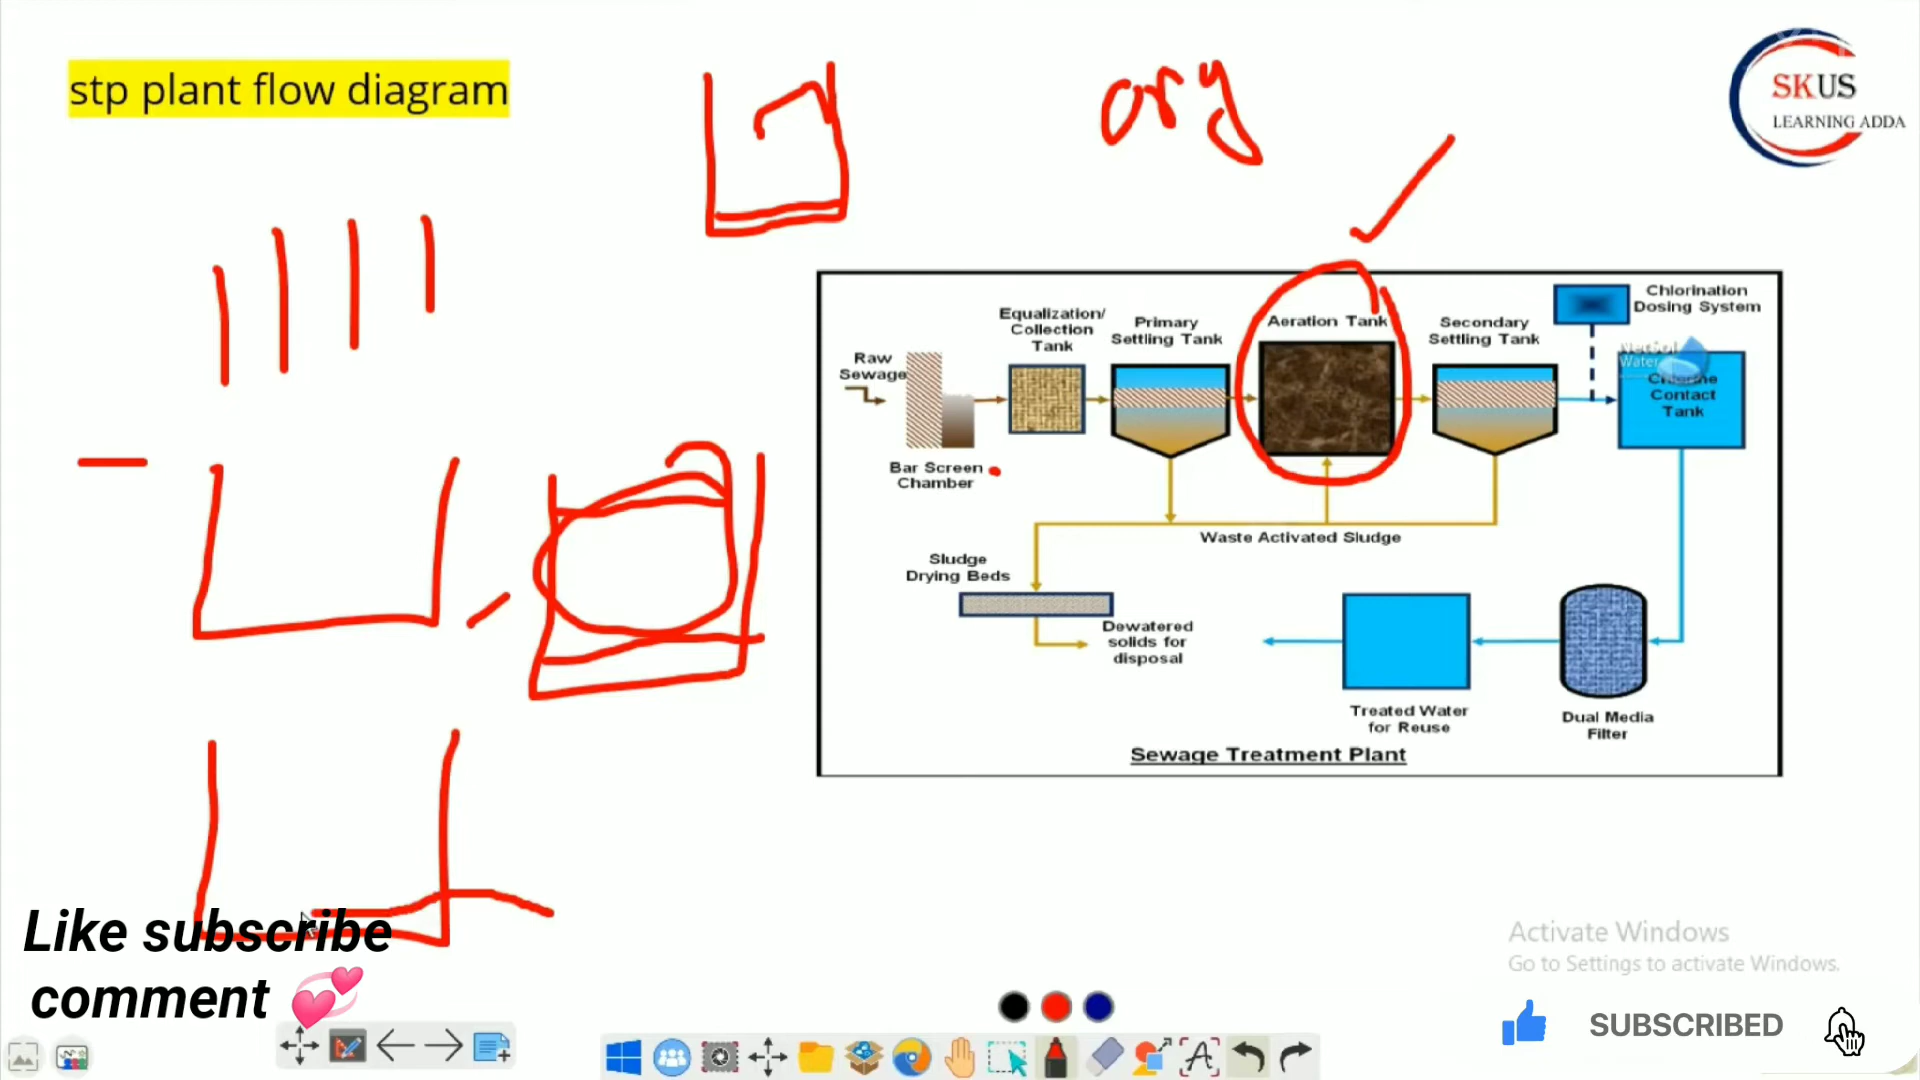 stp plant flow diagram
org
SKUS
LEARNING ADDA
Chlorination
Dosing System
Equalization/
Collection
Tank
Primary
Settling Tank
Aeration Tank
Secondary
Settling Tank
Raw
Sewage
NetSol
Water
Chlorine
Contact
Tank
Bar Screen
Chamber
Waste Activated Sludge
Sludge
Drying Beds
Dewatered
solids for
disposal
Treated Water
for Reuse
Dual Media
Filter
Sewage Treatment Plant
Like subscribe
comment 💞
Activate Windows
Go to Settings to activate Windows.
SUBSCRIBED